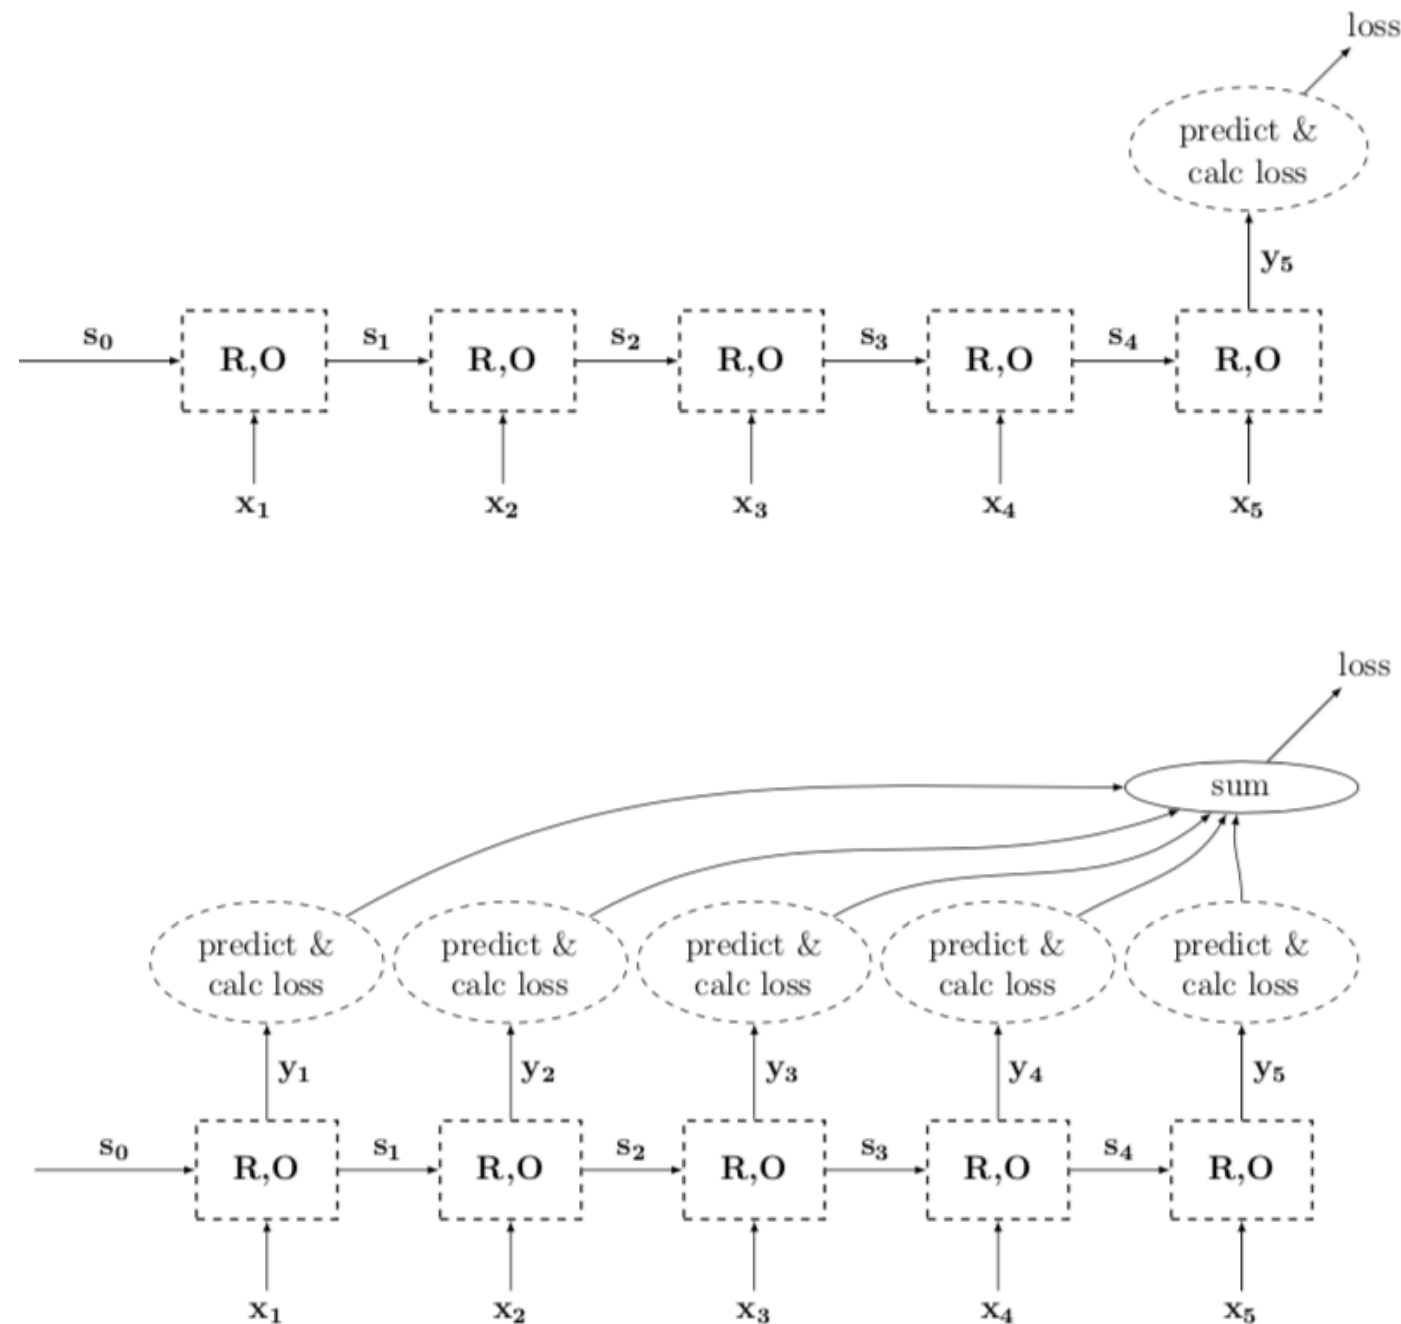 loss
predict &
calc loss
y₅
s₀ s₁ s₂ s₃ s₄
R,O R,O R,O R,O R,O
x₁ x₂ x₃ x₄ x₅
loss
sum
predict & predict & predict & predict & predict &
calc loss calc loss calc loss calc loss calc loss
y₁ y₂ y₃ y₄ y₅
s₀ s₁ s₂ s₃ s₄
R,O R,O R,O R,O R,O
x₁ x₂ x₃ x₄ x₅